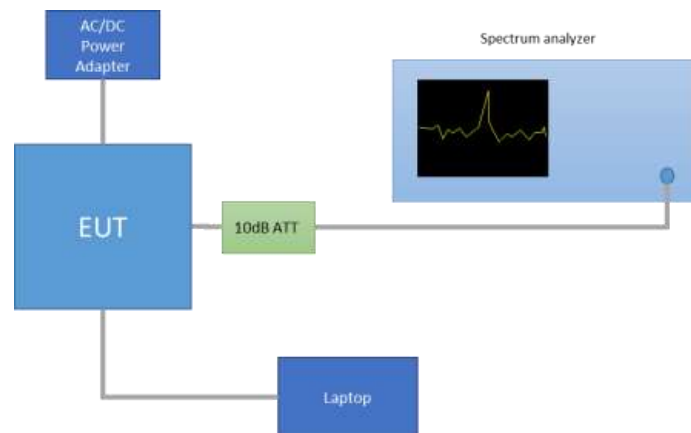 AC/DC
Power
Adapter
Spectrum analyzer
EUT
10dB ATT
Laptop